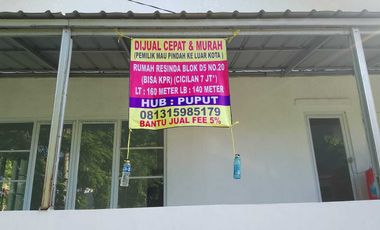 DIJUAL CEPAT & MURAH
(PEMILIK MAU PINDAH KE LUAR KOTA)
RUMAH RESINDA BLOK D5 NO.20
(BISA KPR) (CICILAN 7 JT*)
LT : 160 METER LB : 140 METER
HUB : PUPUT
081315985179
BANTU JUAL FEE 5%